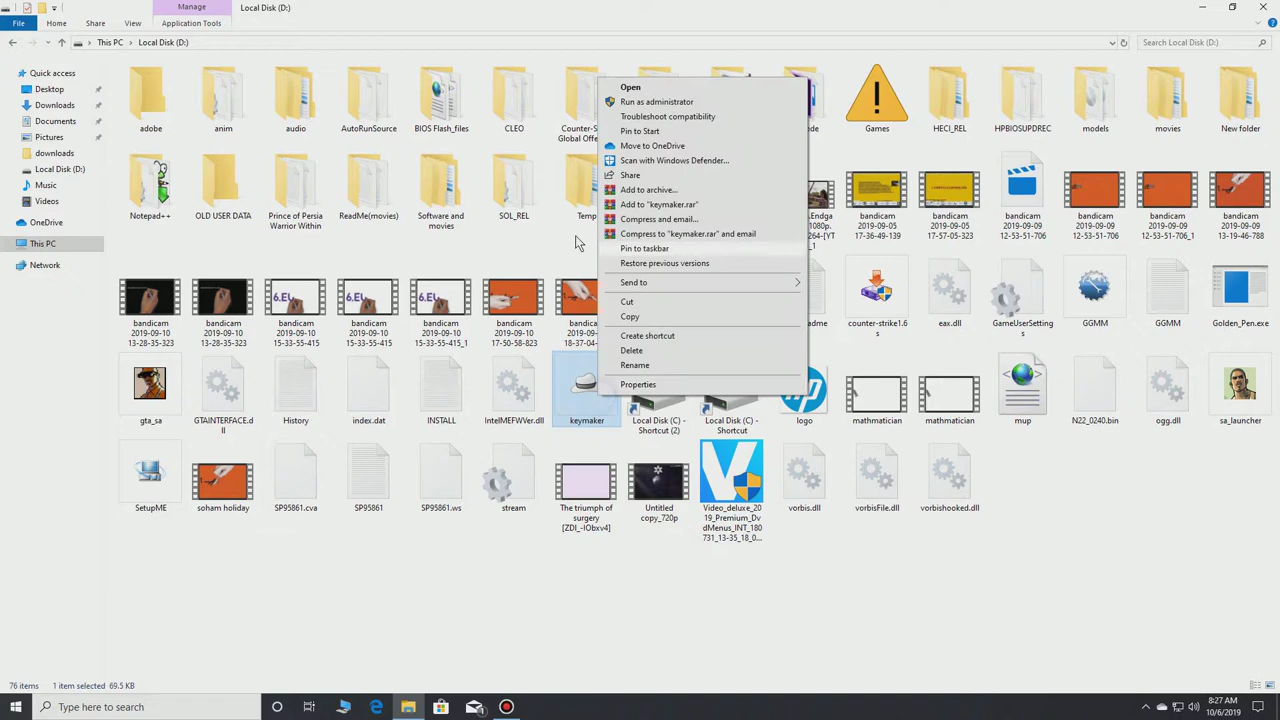 Manage
Local Disk (D:)
File
Home
Share
View
Application Tools
This PC
Local Disk (D:)
Search Local Disk (D:)
Quick access
Desktop
Downloads
Documents
Pictures
downloads
Local Disk (D:)
Music
Videos
OneDrive
This PC
Network
adobe
anim
audio
AutoRunSource
BIOS Flash_files
CLEO
Counter-S
Global O
Games
HECI_REL
HPBIOSUPDREC
models
movies
New folder
Notepad++
OLD USER DATA
Prince of Persia
Warrior Within
ReadMe(movies)
Software and
movies
SOL_REL
Temp
bandicam
2019-09-05
17-36-49-139
bandicam
2019-09-05
17-57-05-323
bandicam
2019-09-10
12-53-51-706
bandicam
2019-09-10
12-53-51-706_1
bandicam
2019-09-10
13-19-46-788
bandicam
2019-09-10
13-28-35-323
bandicam
2019-09-10
13-28-35-323
bandicam
2019-09-10
15-33-55-415
bandicam
2019-09-10
15-33-55-415
bandicam
2019-09-10
15-33-55-415_1
bandicam
2019-09-10
17-50-58-823
bandica
2019-09-
18-37-04-
counter-strike1.6
s
eax.dll
GameUserSetting
s
GGMM
GGMM
Golden_Pen.exe
gta_sa
GTAINTERFACE.d
ll
History
index.dat
INSTALL
IntelMEFWVer.dll
keymaker
Local Disk (C) -
Shortcut (2)
Local Disk (C) -
Shortcut
logo
mathmatician
mathmatician
mup
N22_0240.bin
ogg.dll
sa_launcher
SetupME
soham holiday
SP95861.cva
SP95861
SP95861.ws
stream
The triumph of
surgery
[ZDI_-IObxv4]
Untitled
copy_720p
Video_deluxe_2
019_Premium_Dv
dMenus_INT_180
731_13-35_18_0...
vorbis.dll
vorbisFile.dll
vorbishooked.dll
Open
Run as administrator
Troubleshoot compatibility
Pin to Start
Move to OneDrive
Scan with Windows Defender...
Share
Add to archive...
Add to "keymaker.rar"
Compress and email...
Compress to "keymaker.rar" and email
Pin to taskbar
Restore previous versions
Send to
Cut
Copy
Create shortcut
Delete
Rename
Properties
76 items
1 item selected 69.5 KB
Type here to search
8:27 AM
10/6/2019